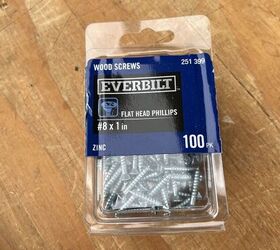 WOOD SCREWS 251 399
EVERBILT
FLAT HEAD PHILLIPS
#8 x 1 in
ZINC 100 PK